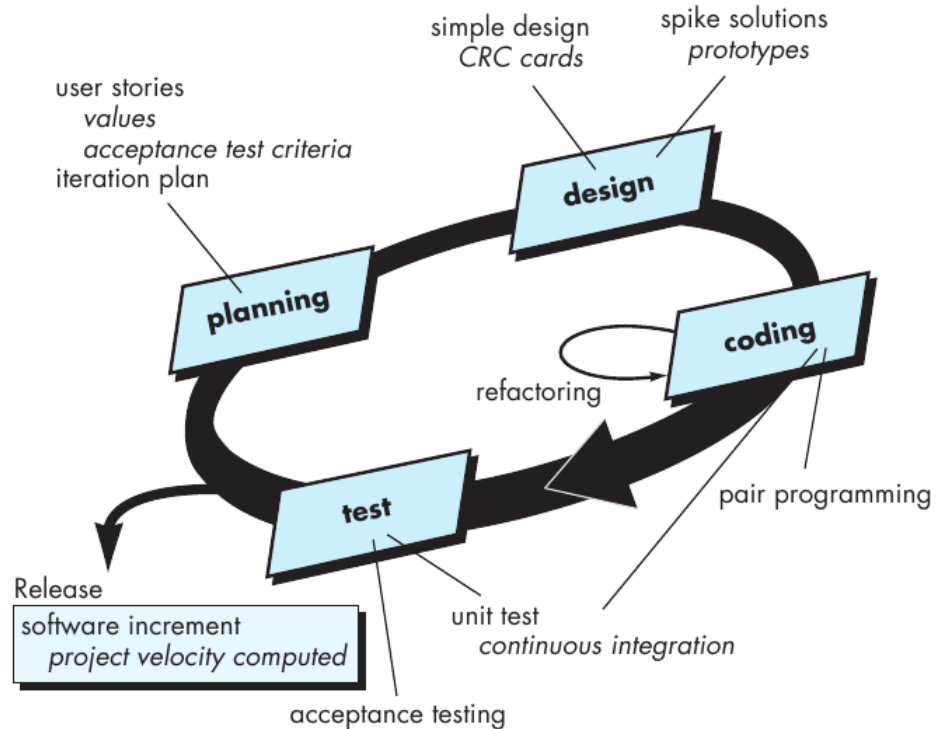 simple design
CRC cards
spike solutions
prototypes
user stories
values
acceptance test criteria
iteration plan
design
planning
coding
refactoring
pair programming
test
Release
software increment
project velocity computed
unit test
continuous integration
acceptance testing